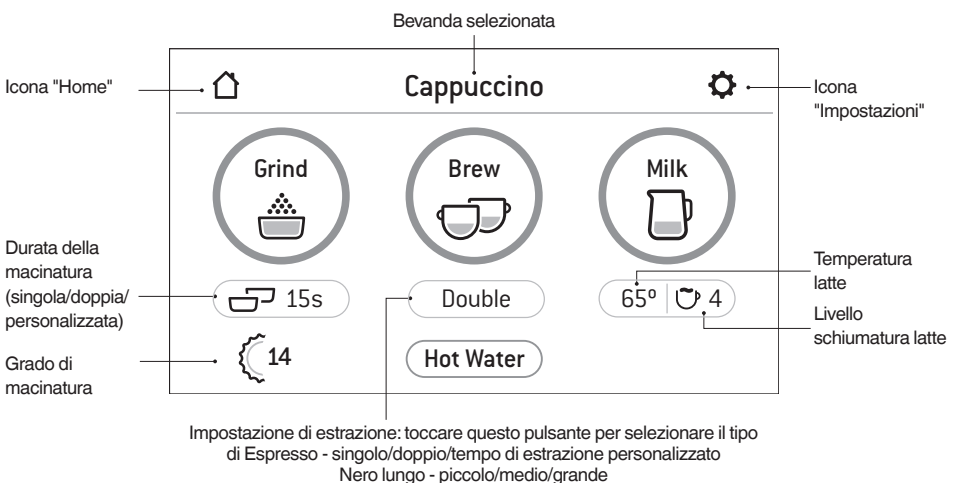 Bevanda selezionata
Icona "Home"
Cappuccino
Icona
"Impostazioni"
Grind
Brew
Milk
Durata della
macinatura
(singola/doppia/
personalizzata)
15s
Double
65º
4
Temperatura
latte
Livello
schiumatura latte
Grado di
macinatura
14
Hot Water
Impostazione di estrazione: toccare questo pulsante per selezionare il tipo
di Espresso - singolo/doppio/tempo di estrazione personalizzato
Nero lungo - piccolo/medio/grande